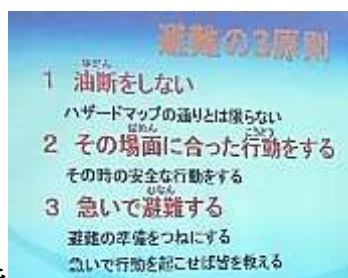 避難の3原則
1 油断をしない
ハザードマップの通りとは限らない
2 その場面に合った行動をする
その時の安全な行動をする
3 急いで避難する
避難の準備をつねにする
急いで行動を起こせば皆を救える